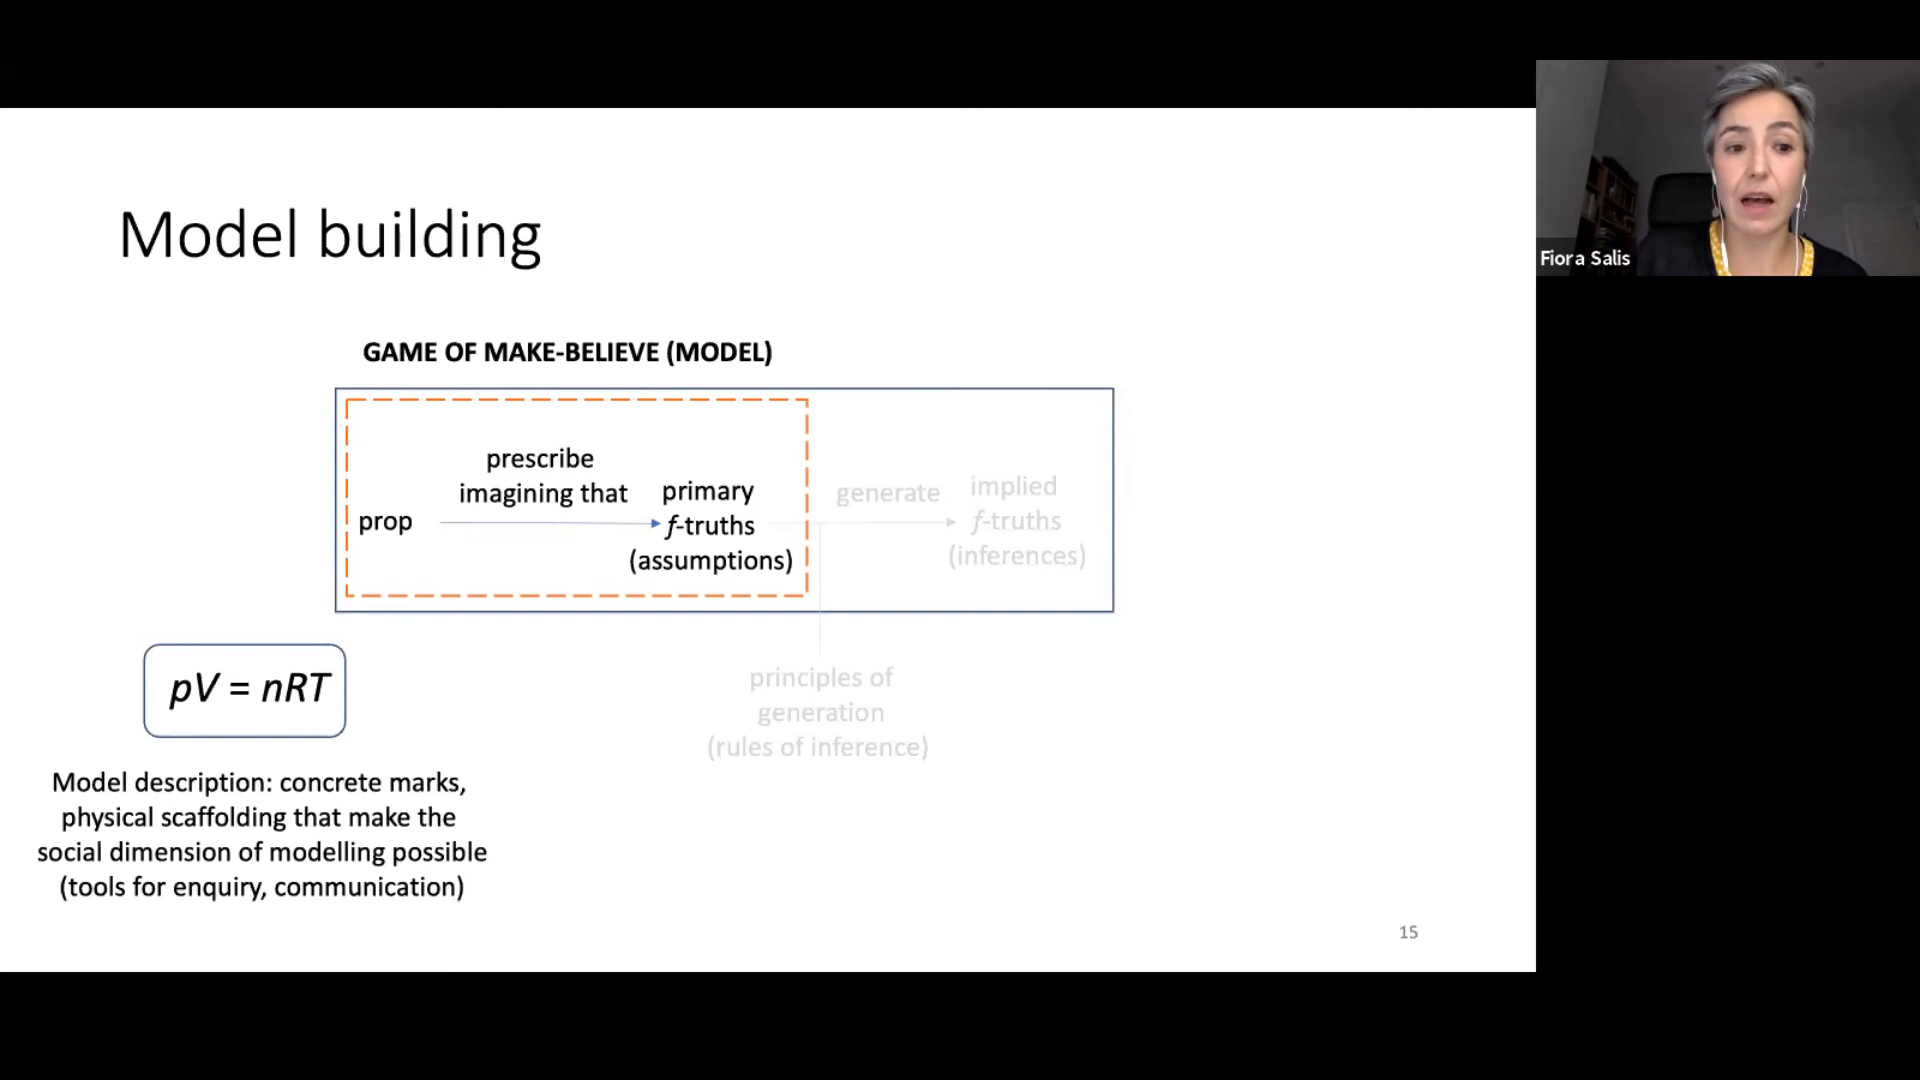 Model building
GAME OF MAKE-BELIEVE (MODEL)
prescribe
imagining that
prop
primary
f-truths
(assumptions)
generate
implied
f-truths
(inferences)
principles of
generation
(rules of inference)
pV = nRT
Model description: concrete marks,
physical scaffolding that make the
social dimension of modelling possible
(tools for enquiry, communication)
15
Fiora Salis